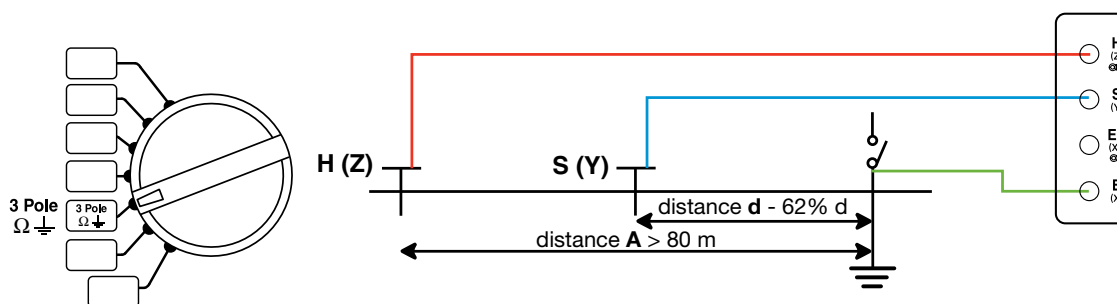 3 Pole
Ω ⏚
3 Pole
Ω ⏚
H (Z)
S (Y)
distance d - 62% d
distance A > 80 m
H
S
E